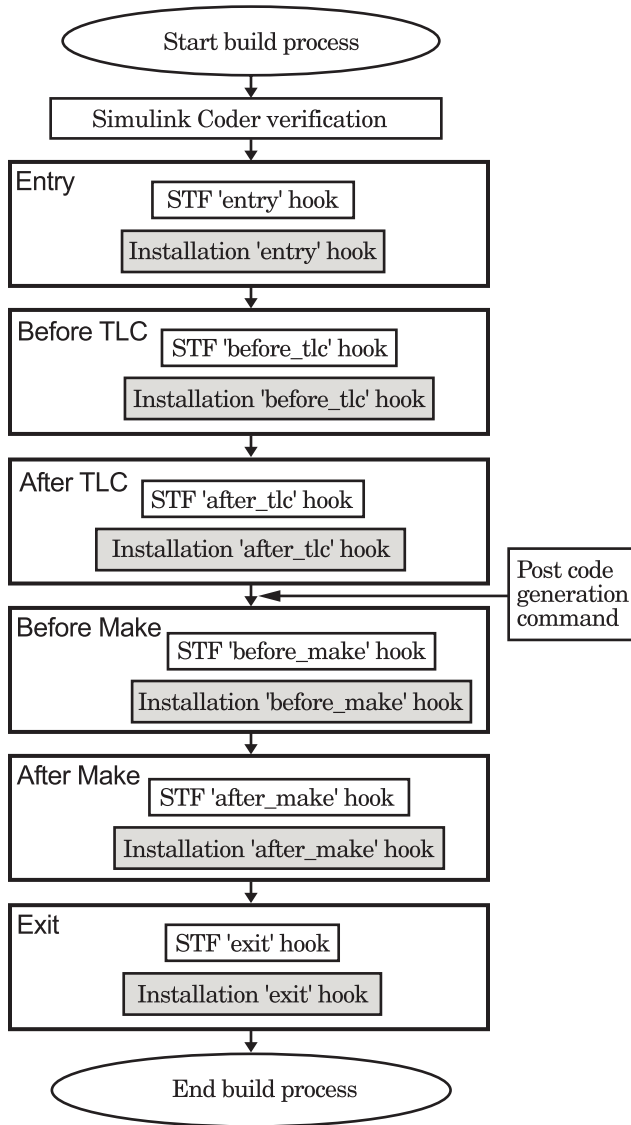 Start build process
Simulink Coder verification
Entry
STF 'entry' hook
Installation 'entry' hook
Before TLC
STF 'before_tlc' hook
Installation 'before_tlc' hook
After TLC
STF 'after_tlc' hook
Installation 'after_tlc' hook
Post code
generation
command
Before Make
STF 'before_make' hook
Installation 'before_make' hook
After Make
STF 'after_make' hook
Installation 'after_make' hook
Exit
STF 'exit' hook
Installation 'exit' hook
End build process